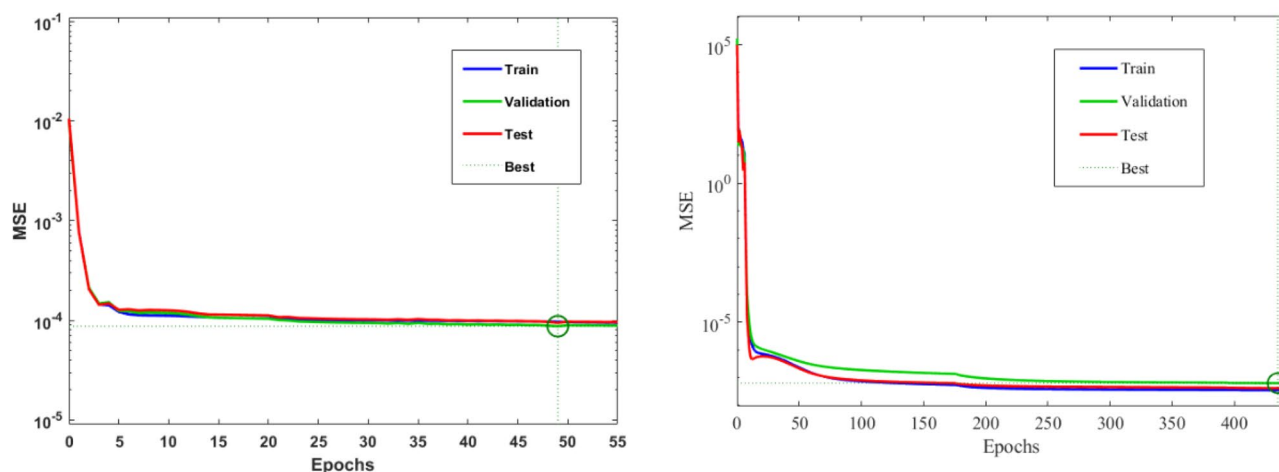 10^-1
10^-2
10^-3
10^-4
10^-5
MSE
0 5 10 15 20 25 30 35 40 45 50 55
Epochs
Train
Validation
Test
Best
10^5
10^0
10^-5
MSE
0 50 100 150 200 250 300 350 400
Epochs
Train
Validation
Test
Best